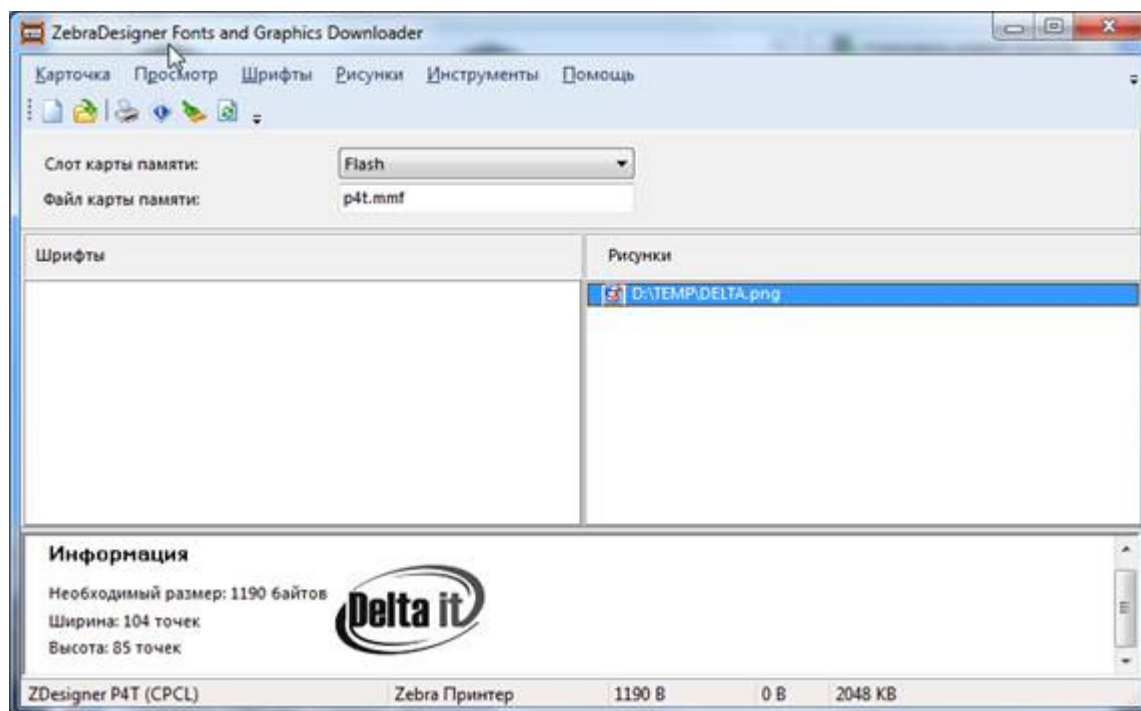 ZebraDesigner Fonts and Graphics Downloader
Карточка Просмотр Шрифты Рисунки Инструменты Помощь
Слот карты памяти: Flash
Файл карты памяти: p4t.mmf
Шрифты Рисунки
D:\TEMP\DELTA.png
Информация
Необходимый размер: 1190 байтов
Ширина: 104 точек
Высота: 85 точек
Delta it
ZDesigner P4T (CPCL) Zebra Принтер 1190 B 0 B 2048 KB